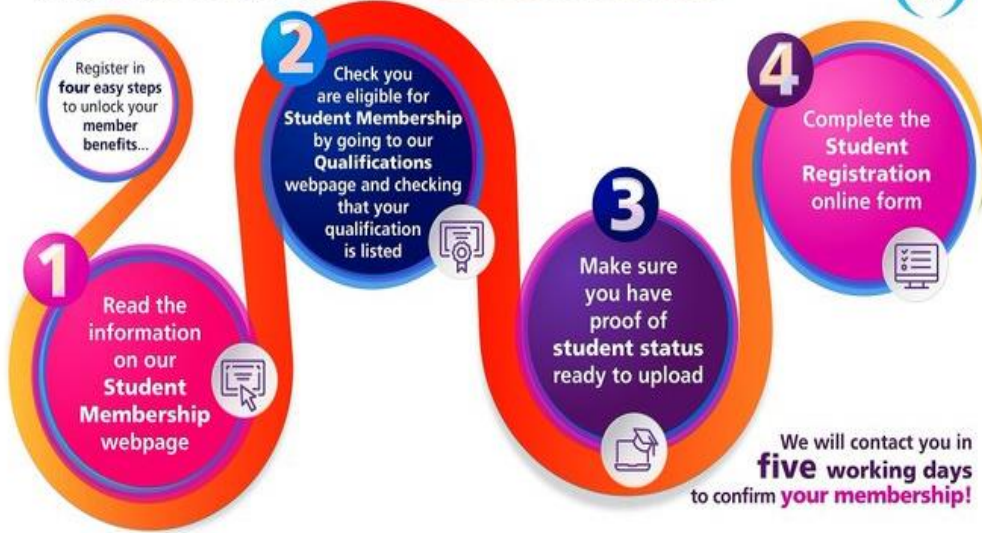 Register in
four easy steps
to unlock your
member
benefits...
1
Read the
information
on our
Student
Membership
webpage
2
Check you
are eligible for
Student Membership
by going to our
Qualifications
webpage and checking
that your
qualification
is listed
3
Make sure
you have
proof of
student status
ready to upload
4
Complete the
Student
Registration
online form
We will contact you in
five working days
to confirm your membership!